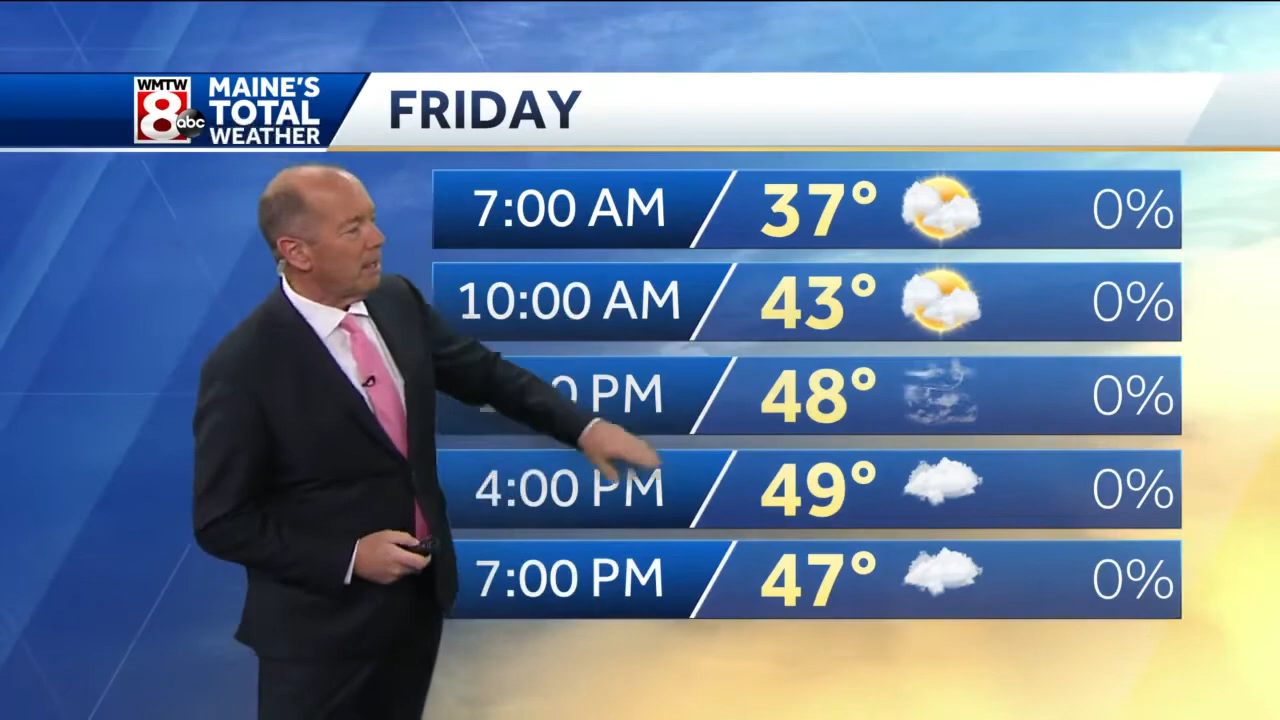 WMTW
8
abc
MAINE'S
TOTAL
WEATHER
FRIDAY
7:00 AM 37° 0%
10:00 AM 43° 0%
PM 48° 0%
4:00 PM 49° 0%
7:00 PM 47° 0%